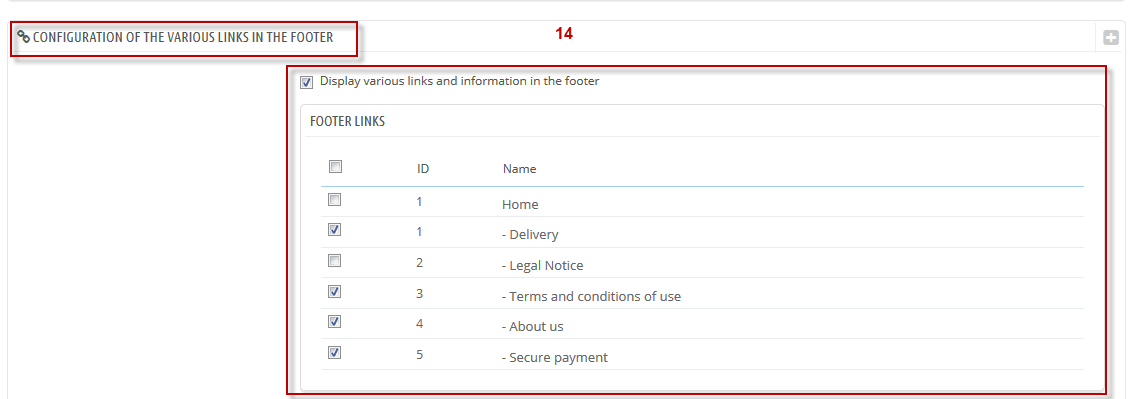 CONFIGURATION OF THE VARIOUS LINKS IN THE FOOTER 14
Display various links and information in the footer
FOOTER LINKS
ID Name
1 Home
1 - Delivery
2 - Legal Notice
3 - Terms and conditions of use
4 - About us
5 - Secure payment